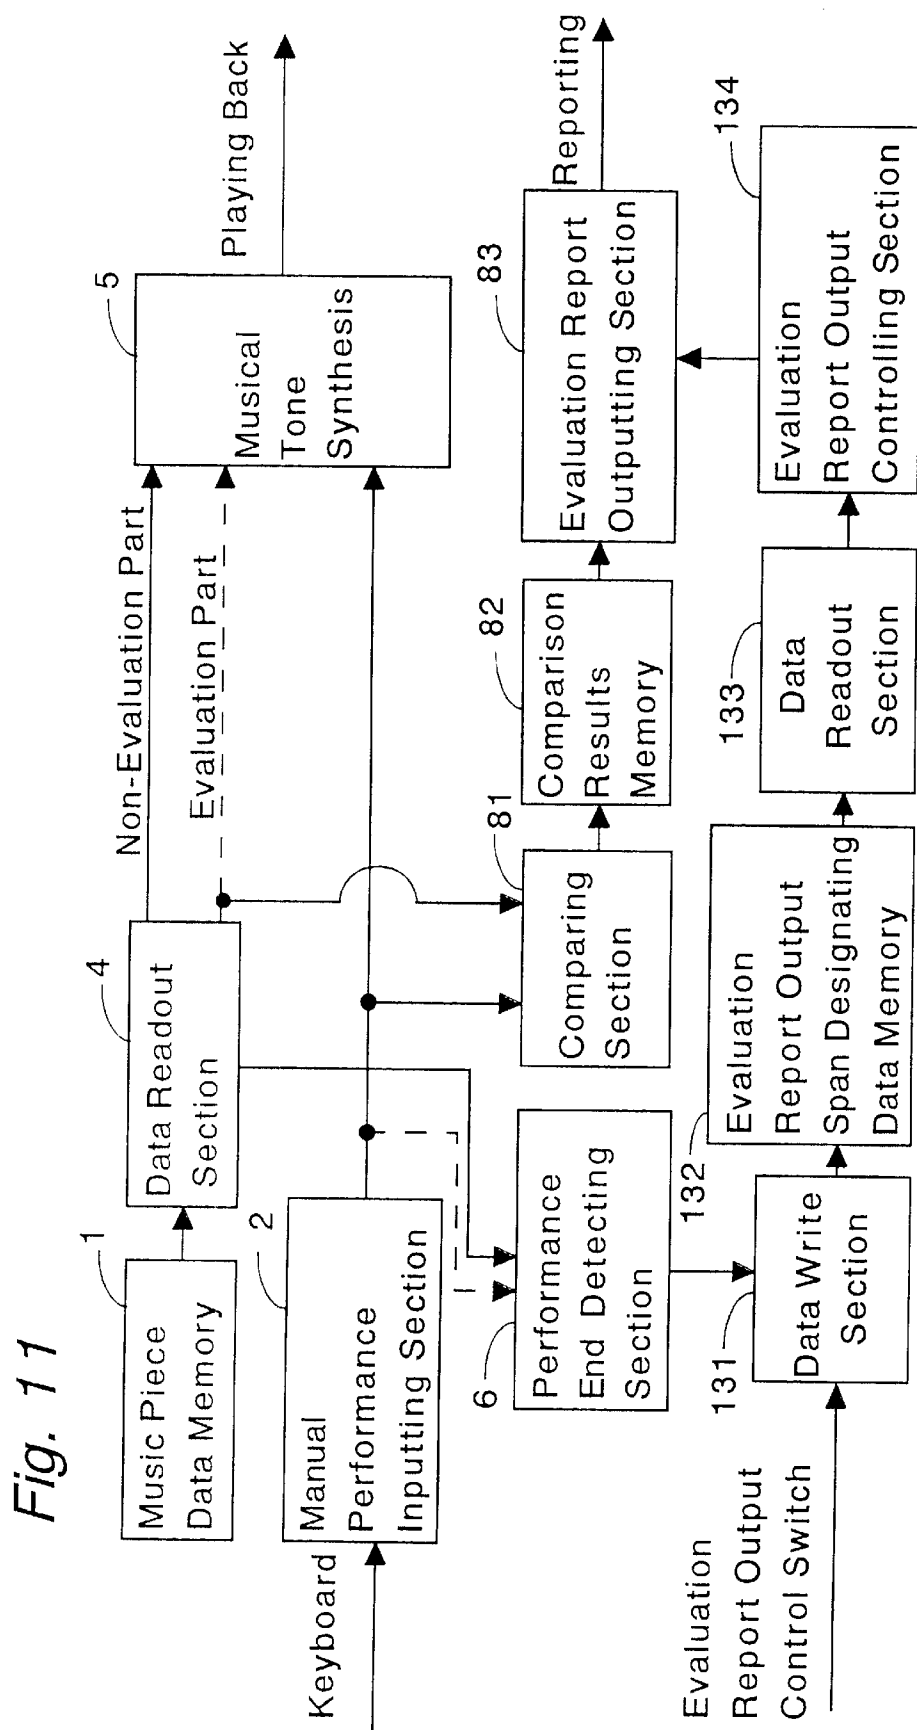 Fig. 11
1
Music Piece
Data Memory
4
Data Readout
Section
Non-Evaluation Part
Evaluation Part
5
Musical
Tone
Synthesis
Playing Back
Keyboard
2
Manual
Performance
Inputting Section
6
Performance
End Detecting
Section
81
Comparing
Section
82
Comparison
Results
Memory
83
Evaluation Report
Outputting Section
Reporting
Evaluation
Report Output
Control Switch
131
Data Write
Section
132
Evaluation
Report Output
Span Designating
Data Memory
133
Data
Readout
Section
134
Evaluation
Report Output
Controlling Section